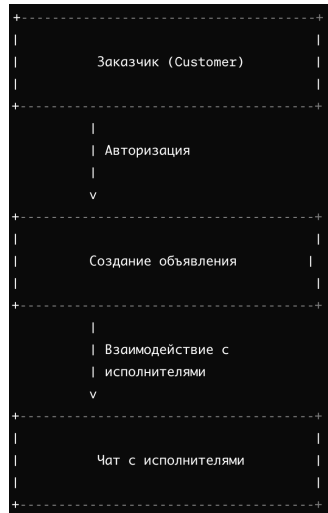 Заказчик (Customer)
Авторизация
Создание объявления
Взаимодействие с
исполнителями
Чат с исполнителями